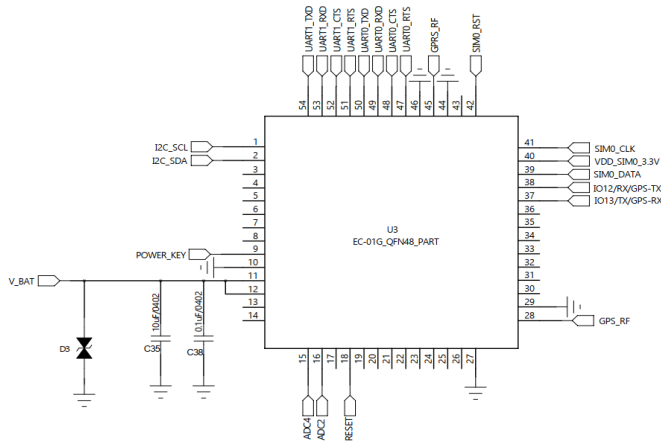 UART1_TXD
UART1_RXD
UART1_CTS
UART1_RTS
UART0_TXD
UART0_RXD
UART0_CTS
UART0_RTS
GPRS_RF
SIM0_RST
54 53 52 51 50 49 48 47 46 45 44 43 42
I2C_SCL 1
I2C_SDA 2
3
4
5
6
7
8
POWER_KEY 9
10
V_BAT 11
12
13
14
41 SIM0_CLK
40 VDD_SIM0_3.3V
39 SIM0_DATA
38 IO12/RX/GPS-TX
37 IO13/TX/GPS-RX
36
35
34
33
32
31
30
29
28 GPS_RF
U3
EC-01G_QFN48_PART
10uF/0402
0.1uF/0402
D3
C35
C38
15 16 17 18 19 20 21 22 23 24 25 26 27
ADC4
ADC2
RESET